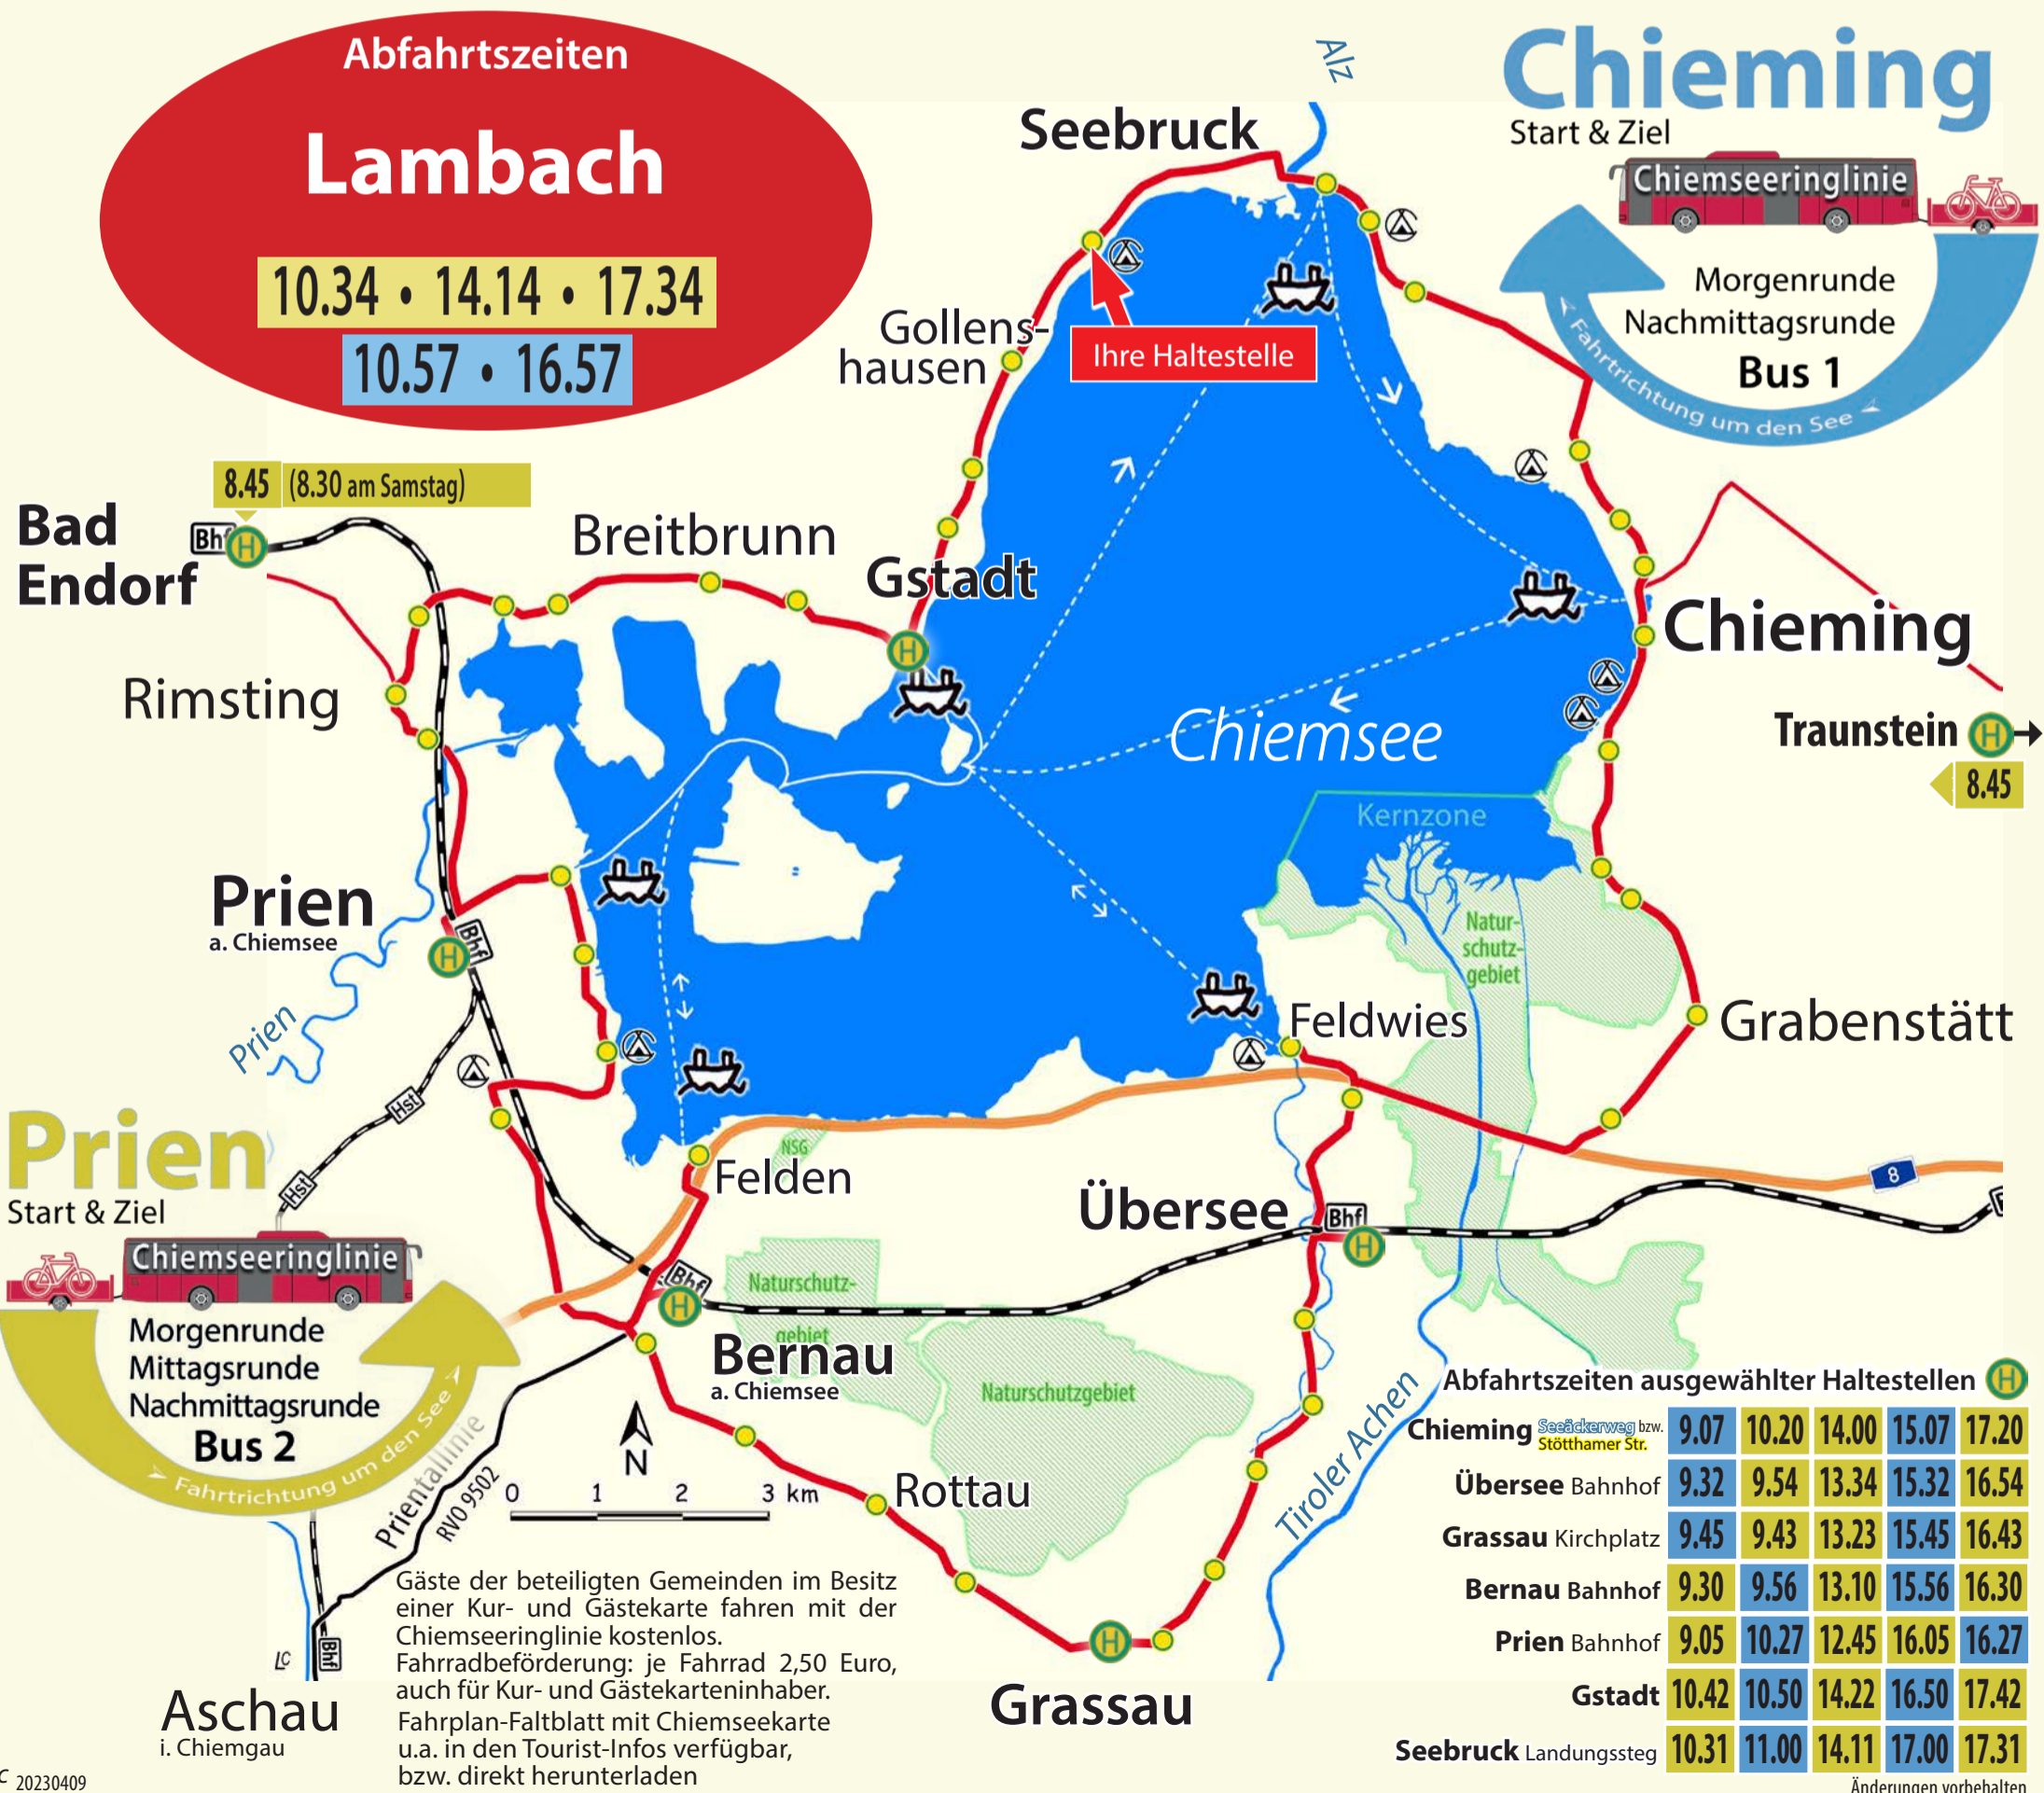 Abfahrtszeiten
Lambach
10.34 • 14.14 • 17.34
10.57 • 16.57
Chieming
Start & Ziel
Chiemseeringlinie
Morgenrunde
Nachmittagsrunde
Bus 1
Fahrtrichtung um den See
Alz
Seebruck
Ihre Haltestelle
Gollens-
hausen
8.45 (8.30 am Samstag)
Bad
Endorf
Bhf
H
Breitbrunn
Gstadt
H
Rimsting
Chieming
Chiemsee
Traunstein H
8.45
Kernzone
Prien
a. Chiemsee
Bhf
H
Natur-
schutz-
gebiet
Prien
Feldwies
Grabenstätt
Hst
Hst
NSG
Felden
8
Übersee
Bhf
H
Prien
Start & Ziel
Chiemseeringlinie
Morgenrunde
Mittagsrunde
Nachmittagsrunde
Bus 2
Fahrtrichtung um den See
Bhf
H
Naturschutz-
gebiet
Bernau
a. Chiemsee
Naturschutzgebiet
Prientallinie
RVO 9502
N
0 1 2 3 km
Rottau
Tiroler Achen
H
Grassau
LC
Bhf
Aschau
i. Chiemgau
Gäste der beteiligten Gemeinden im Besitz
einer Kur- und Gästekarte fahren mit der
Chiemseeringlinie kostenlos.
Fahrradbeförderung: je Fahrrad 2,50 Euro,
auch für Kur- und Gästekarteninhaber.
Fahrplan-Faltblatt mit Chiemseekarte
u.a. in den Tourist-Infos verfügbar,
bzw. direkt herunterladen
Abfahrtszeiten ausgewählter Haltestellen H
Chieming Seeäckerweg bzw. Stötthamer Str. 9.07 10.20 14.00 15.07 17.20
Übersee Bahnhof 9.32 9.54 13.34 15.32 16.54
Grassau Kirchplatz 9.45 9.43 13.23 15.45 16.43
Bernau Bahnhof 9.30 9.56 13.10 15.56 16.30
Prien Bahnhof 9.05 10.27 12.45 16.05 16.27
Gstadt 10.42 10.50 14.22 16.50 17.42
Seebruck Landungssteg 10.31 11.00 14.11 17.00 17.31
20230409
Änderungen vorbehalten